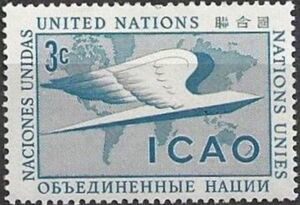 UNITED NATIONS 聯合國
NACIONES UNIDAS
3c
NATIONS UNIES
ICAO
ОБЪЕДИНЕННЫЕ НАЦИИ